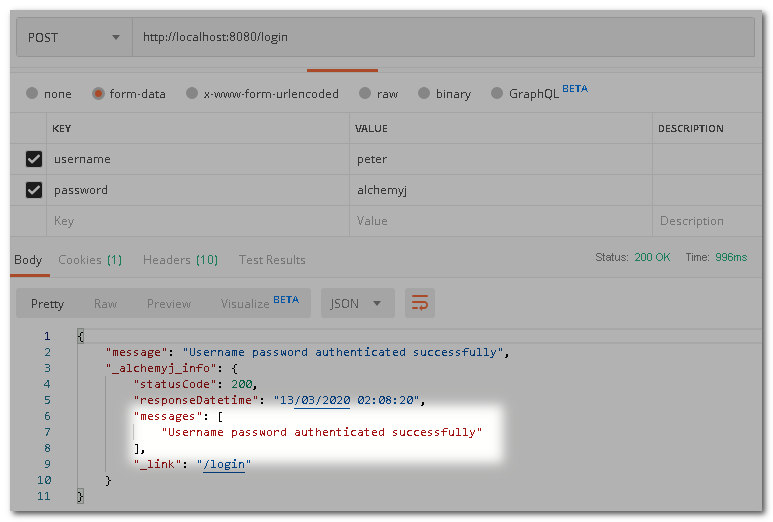 POST http://localhost:8080/login
none form-data x-www-form-urlencoded raw binary GraphQL BETA
KEY VALUE DESCRIPTION
username peter
password alchemyj
Key Value Description
Body Cookies (1) Headers (10) Test Results Status: 200 OK Time: 996ms
Pretty Raw Preview Visualize BETA JSON
1 {
2 "message": "Username password authenticated successfully",
3 "_alchemyj_info": {
4 "statusCode": 200,
5 "responseDatetime": "13/03/2020 02:08:20",
6 "messages": [
7 "Username password authenticated successfully"
8 ],
9 "_link": "/login"
10 }
11 }